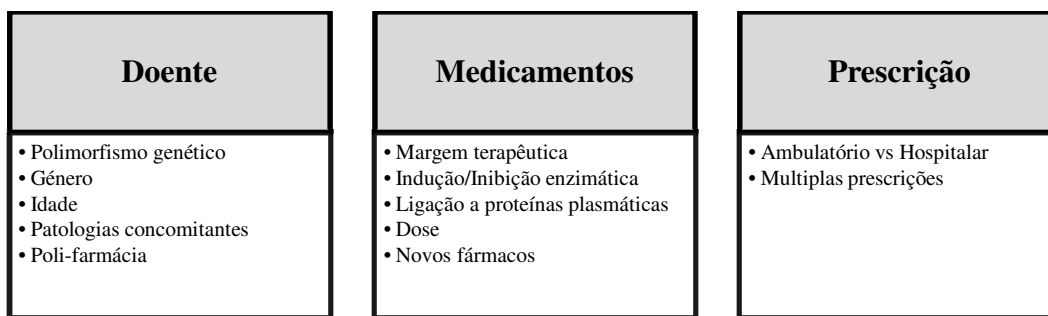 Doente
• Polimorfismo genético
• Género
• Idade
• Patologias concomitantes
• Poli-farmácia
Medicamentos
• Margem terapêutica
• Indução/Inibição enzimática
• Ligação a proteínas plasmáticas
• Dose
• Novos fármacos
Prescrição
• Ambulatório vs Hospitalar
• Multiplas prescrições